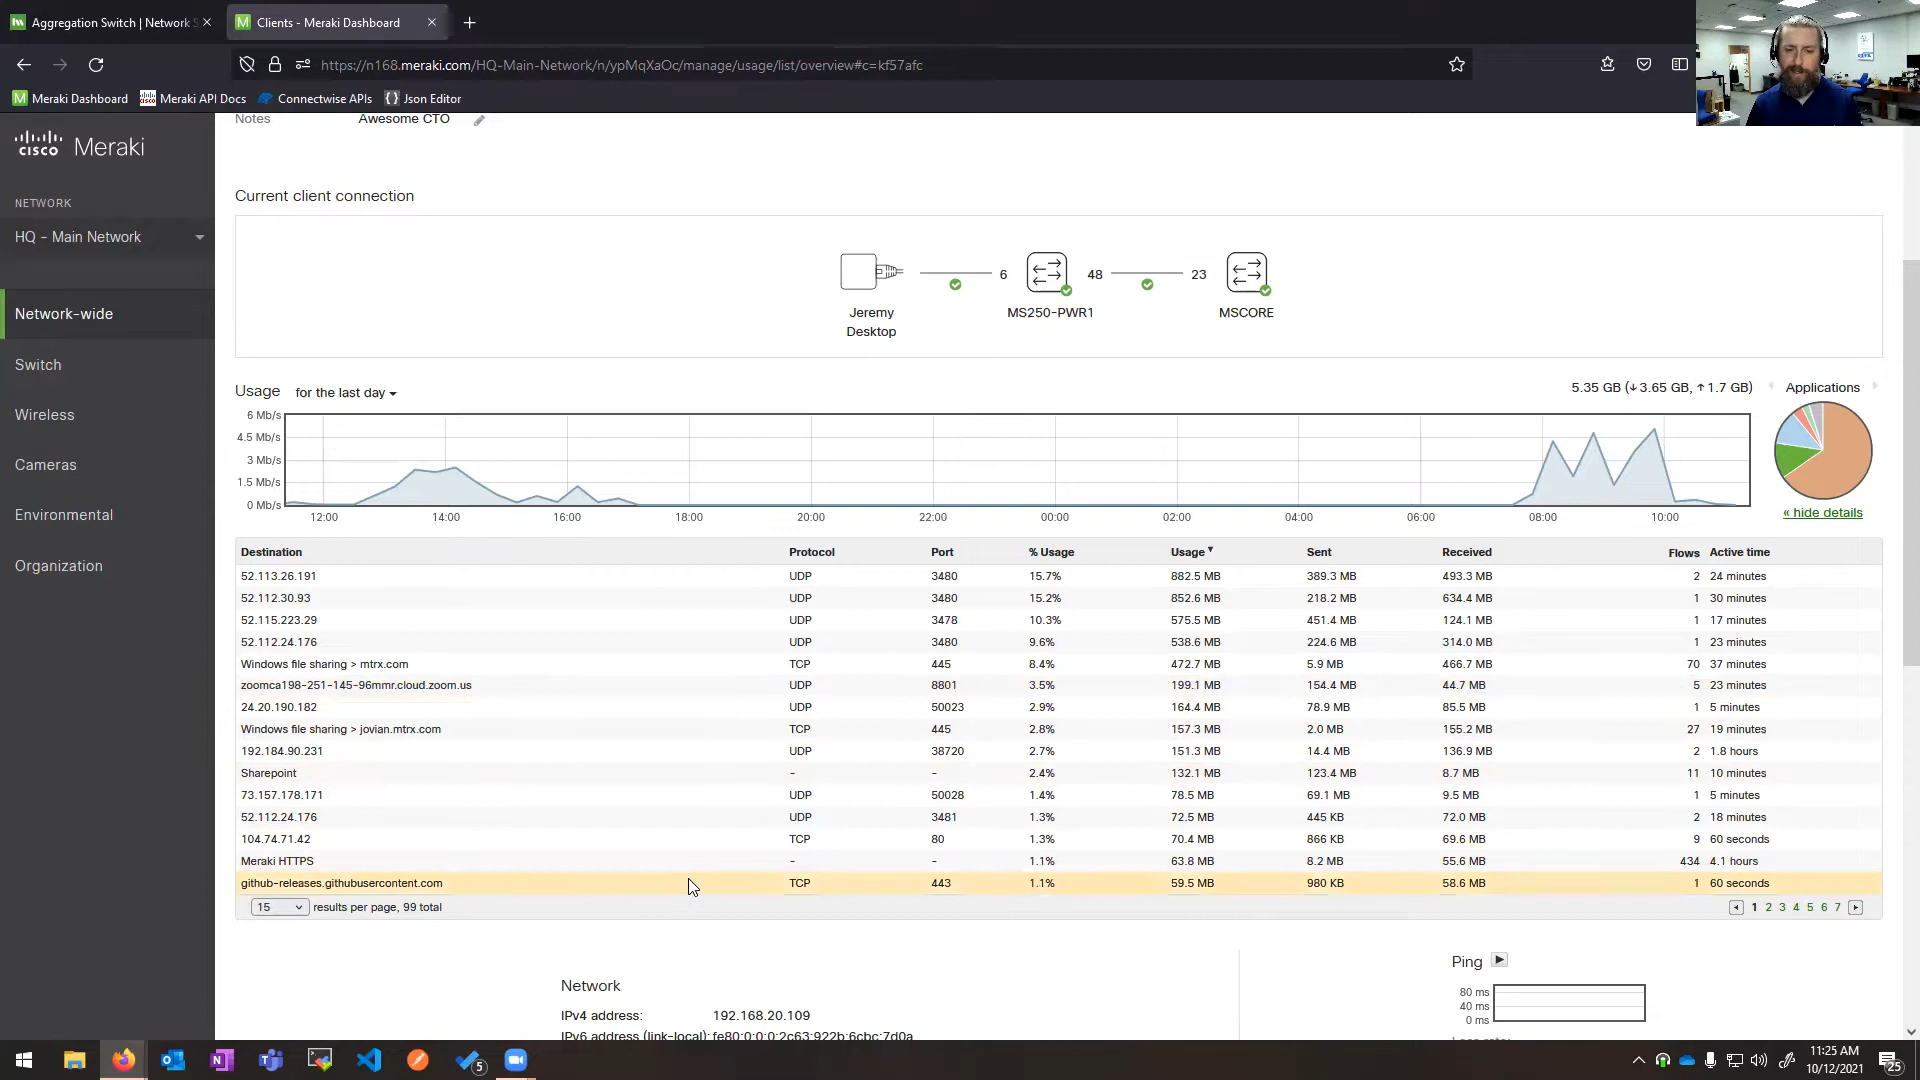 Aggregation Switch | Network S
Clients - Meraki Dashboard
https://n168.meraki.com/HQ-Main-Network/n/ypMqXaOc/manage/usage/list/overview#c=kf57afc
Meraki Dashboard
Meraki API Docs
Connectwise APIs
Json Editor
cisco Meraki
NETWORK
HQ - Main Network
Network-wide
Switch
Wireless
Cameras
Environmental
Organization
Notes Awesome CTO
Current client connection
6 48 23
Jeremy Desktop
MS250-PWR1
MSCORE
Usage for the last day
5.35 GB (↓3.65 GB, ↑1.7 GB)
Applications
6 Mb/s
4.5 Mb/s
3 Mb/s
1.5 Mb/s
0 Mb/s
12:00 14:00 16:00 18:00 20:00 22:00 00:00 02:00 04:00 06:00 08:00 10:00
« hide details
Destination Protocol Port % Usage Usage▼ Sent Received Flows Active time
52.113.26.191 UDP 3480 15.7% 882.5 MB 389.3 MB 493.3 MB 2 24 minutes
52.112.30.93 UDP 3480 15.2% 852.6 MB 218.2 MB 634.4 MB 1 30 minutes
52.115.223.29 UDP 3478 10.3% 575.5 MB 451.4 MB 124.1 MB 1 17 minutes
52.112.24.176 UDP 3480 9.6% 538.6 MB 224.6 MB 314.0 MB 1 23 minutes
Windows file sharing > mtrx.com TCP 445 8.4% 472.7 MB 5.9 MB 466.7 MB 70 37 minutes
zoomca198-251-145-96mmr.cloud.zoom.us UDP 8801 3.5% 199.1 MB 154.4 MB 44.7 MB 5 23 minutes
24.20.190.182 UDP 50023 2.9% 164.4 MB 78.9 MB 85.5 MB 1 5 minutes
Windows file sharing > jovian.mtrx.com TCP 445 2.8% 157.3 MB 2.0 MB 155.2 MB 27 19 minutes
192.184.90.231 UDP 38720 2.7% 151.3 MB 14.4 MB 136.9 MB 2 1.8 hours
Sharepoint - - 2.4% 132.1 MB 123.4 MB 8.7 MB 11 10 minutes
73.157.178.171 UDP 50028 1.4% 78.5 MB 69.1 MB 9.5 MB 1 5 minutes
52.112.24.176 UDP 3481 1.3% 72.5 MB 445 KB 72.0 MB 2 18 minutes
104.74.71.42 TCP 80 1.3% 70.4 MB 866 KB 69.6 MB 9 60 seconds
Meraki HTTPS - - 1.1% 63.8 MB 8.2 MB 55.6 MB 434 4.1 hours
github-releases.githubusercontent.com TCP 443 1.1% 59.5 MB 980 KB 58.6 MB 1 60 seconds
15 results per page, 99 total
1 2 3 4 5 6 7
Network
IPv4 address: 192.168.20.109
IPv6 address (link-local): fe80:0:0:0:2c63:922b:6cbc:7d0a
Ping
80 ms
40 ms
0 ms
5
11:25 AM
10/12/2021
25